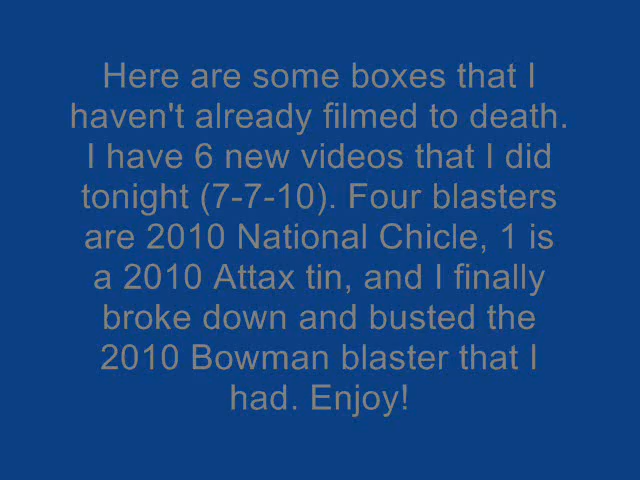 Here are some boxes that I
haven't already filmed to death.
I have 6 new videos that I did
tonight (7-7-10). Four blasters
are 2010 National Chicle, 1 is
a 2010 Attax tin, and I finally
broke down and busted the
2010 Bowman blaster that I
had. Enjoy!